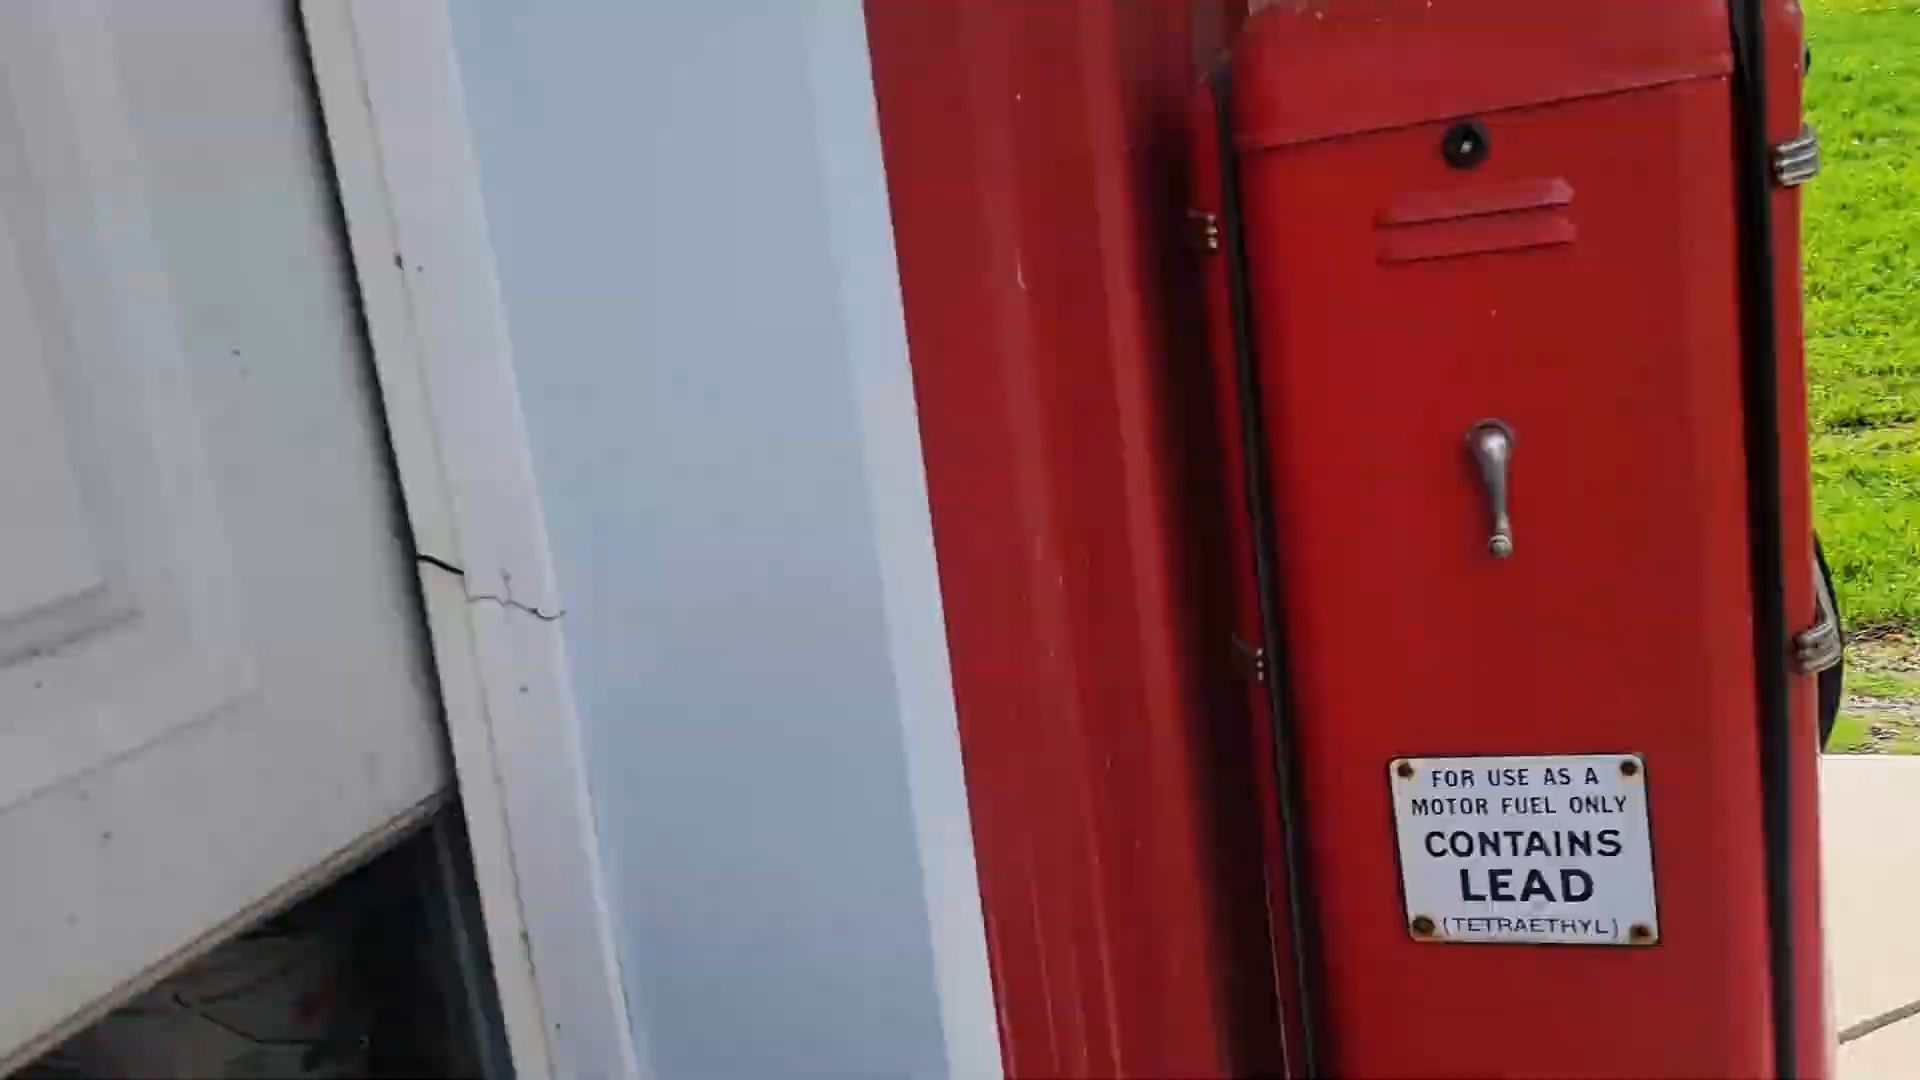 FOR USE AS A
MOTOR FUEL ONLY
CONTAINS
LEAD
(TETRAETHYL)